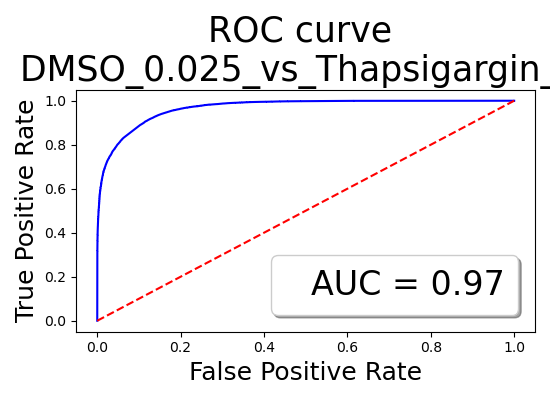 ROC curve
DMSO_0.025_vs_Thapsigargin_
True Positive Rate
1.0
0.8
0.6
0.4
0.2
0.0
AUC = 0.97
0.0 0.2 0.4 0.6 0.8 1.0
False Positive Rate